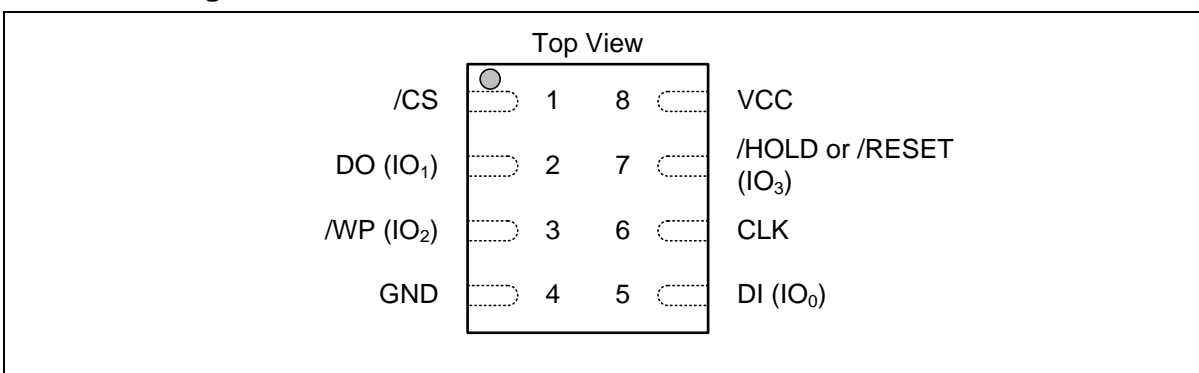 Top View
/CS 1 8 VCC
DO (IO₁) 2 7 /HOLD or /RESET
(IO₃)
/WP (IO₂) 3 6 CLK
GND 4 5 DI (IO₀)